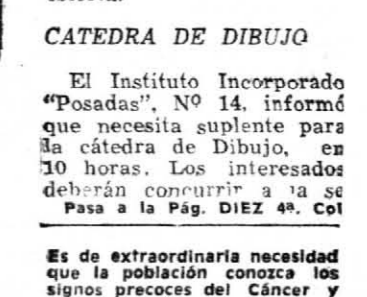 CATEDRA DE DIBUJO
El Instituto Incorporado
"Posadas", Nº 14, informó
que necesita suplente para
la cátedra de Dibujo, en
10 horas. Los interesados
deberán concurrir a la se
Pasa a la Pág. DIEZ 4ª. Col
Es de extraordinaria necesidad
que la población conozca los
signos precoces del Cáncer y